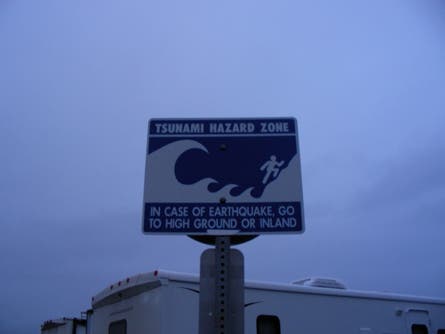 TSUNAMI HAZARD ZONE
IN CASE OF EARTHQUAKE, GO
TO HIGH GROUND OR INLAND